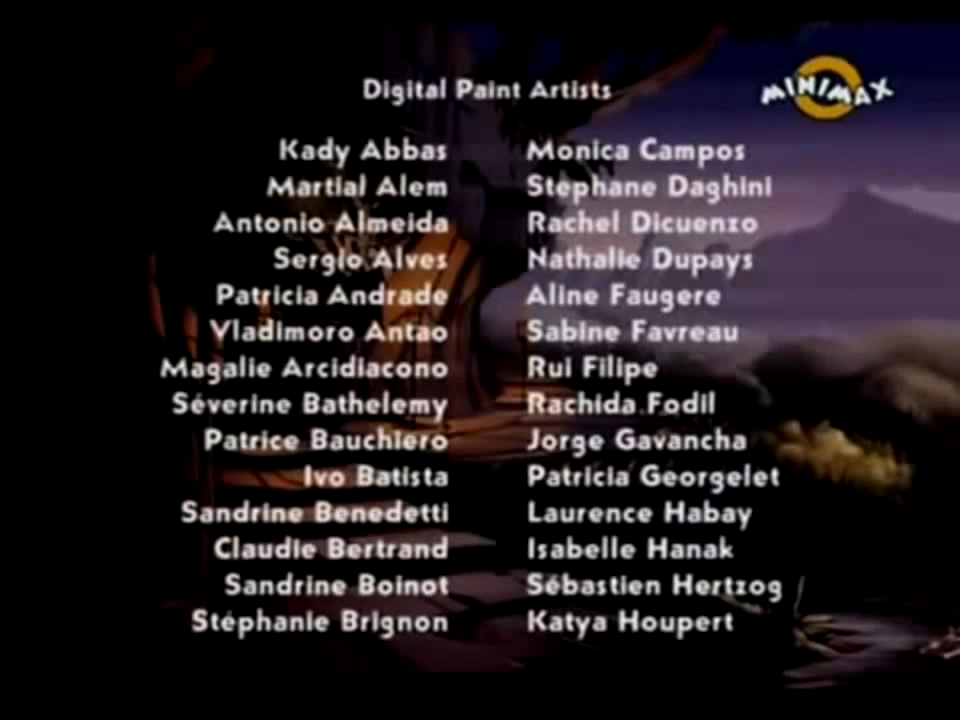 Digital Paint Artists
MINIMAX
Kady Abbas
Martial Alem
Antonio Almeida
Sergio Alves
Patricia Andrade
Vladimoro Antao
Magalie Arcidiacono
Séverine Bathelemy
Patrice Bauchiero
Ivo Batista
Sandrine Benedetti
Claudie Bertrand
Sandrine Boinot
Stéphanie Brignon
Monica Campos
Stéphane Daghini
Rachel Dicuenzo
Nathalie Dupays
Aline Faugere
Sabine Favreau
Rui Filipe
Rachida Fodil
Jorge Gavancha
Patricia Georgelet
Laurence Habay
Isabelle Hanak
Sébastien Hertzog
Katya Houpert